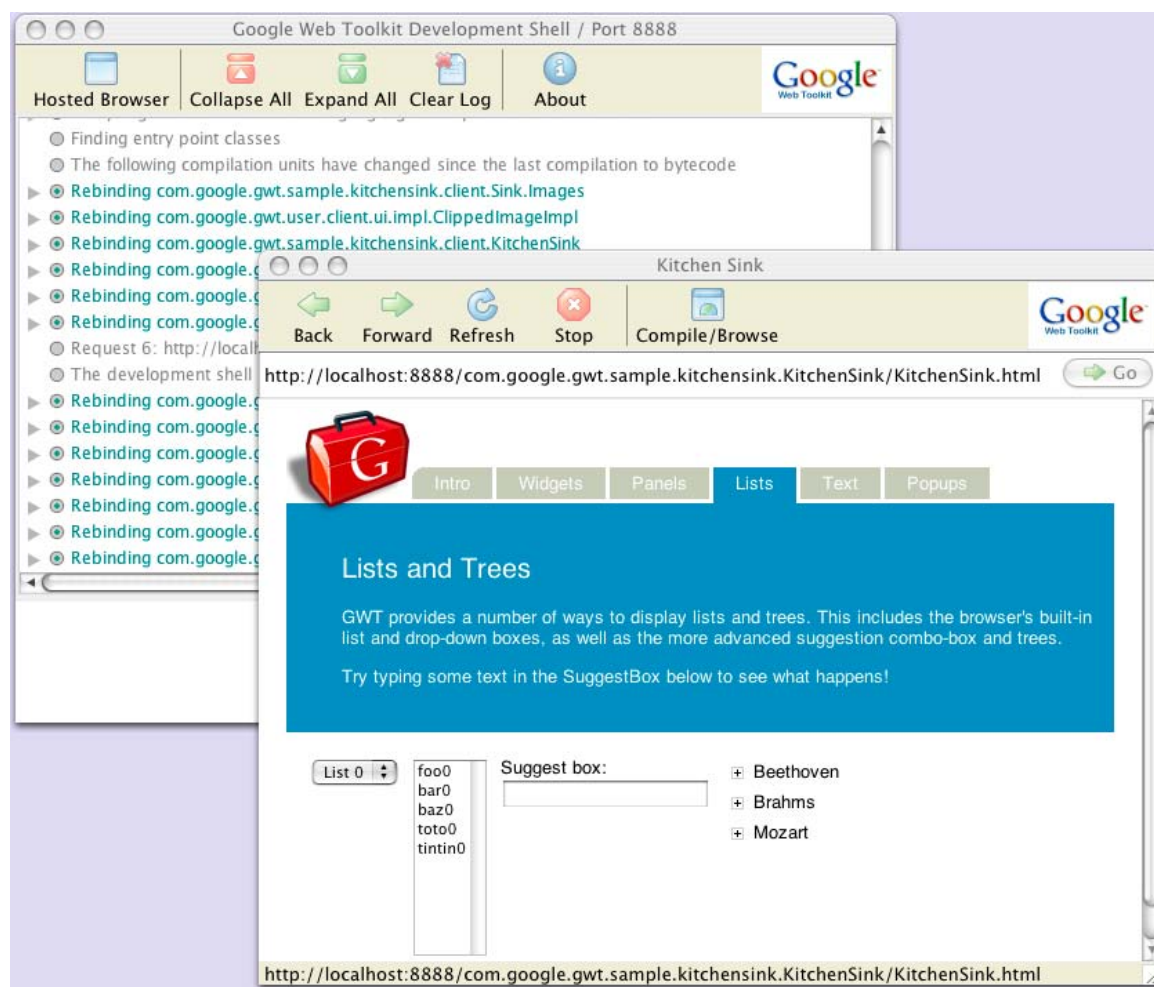 Google Web Toolkit Development Shell / Port 8888
Hosted Browser Collapse All Expand All Clear Log About
Google
Web Toolkit
Finding entry point classes
The following compilation units have changed since the last compilation to bytecode
Rebinding com.google.gwt.sample.kitchensink.client.Sink.Images
Rebinding com.google.gwt.user.client.ui.impl.ClippedImageImpl
Rebinding com.google.gwt.sample.kitchensink.client.KitchenSink
Rebinding com.google.g
Rebinding com.google.g
Rebinding com.google.g
Request 6: http://localh
The development shell
Rebinding com.google.g
Rebinding com.google.g
Rebinding com.google.g
Rebinding com.google.g
Rebinding com.google.g
Rebinding com.google.g
Rebinding com.google.g
Kitchen Sink
Back Forward Refresh Stop Compile/Browse
Google
Web Toolkit
http://localhost:8888/com.google.gwt.sample.kitchensink.KitchenSink/KitchenSink.html Go
G
Intro Widgets Panels Lists Text Popups
Lists and Trees
GWT provides a number of ways to display lists and trees. This includes the browser's built-in
list and drop-down boxes, as well as the more advanced suggestion combo-box and trees.
Try typing some text in the SuggestBox below to see what happens!
List 0
foo0
bar0
baz0
toto0
tintin0
Suggest box:
Beethoven
Brahms
Mozart
http://localhost:8888/com.google.gwt.sample.kitchensink.KitchenSink/KitchenSink.html